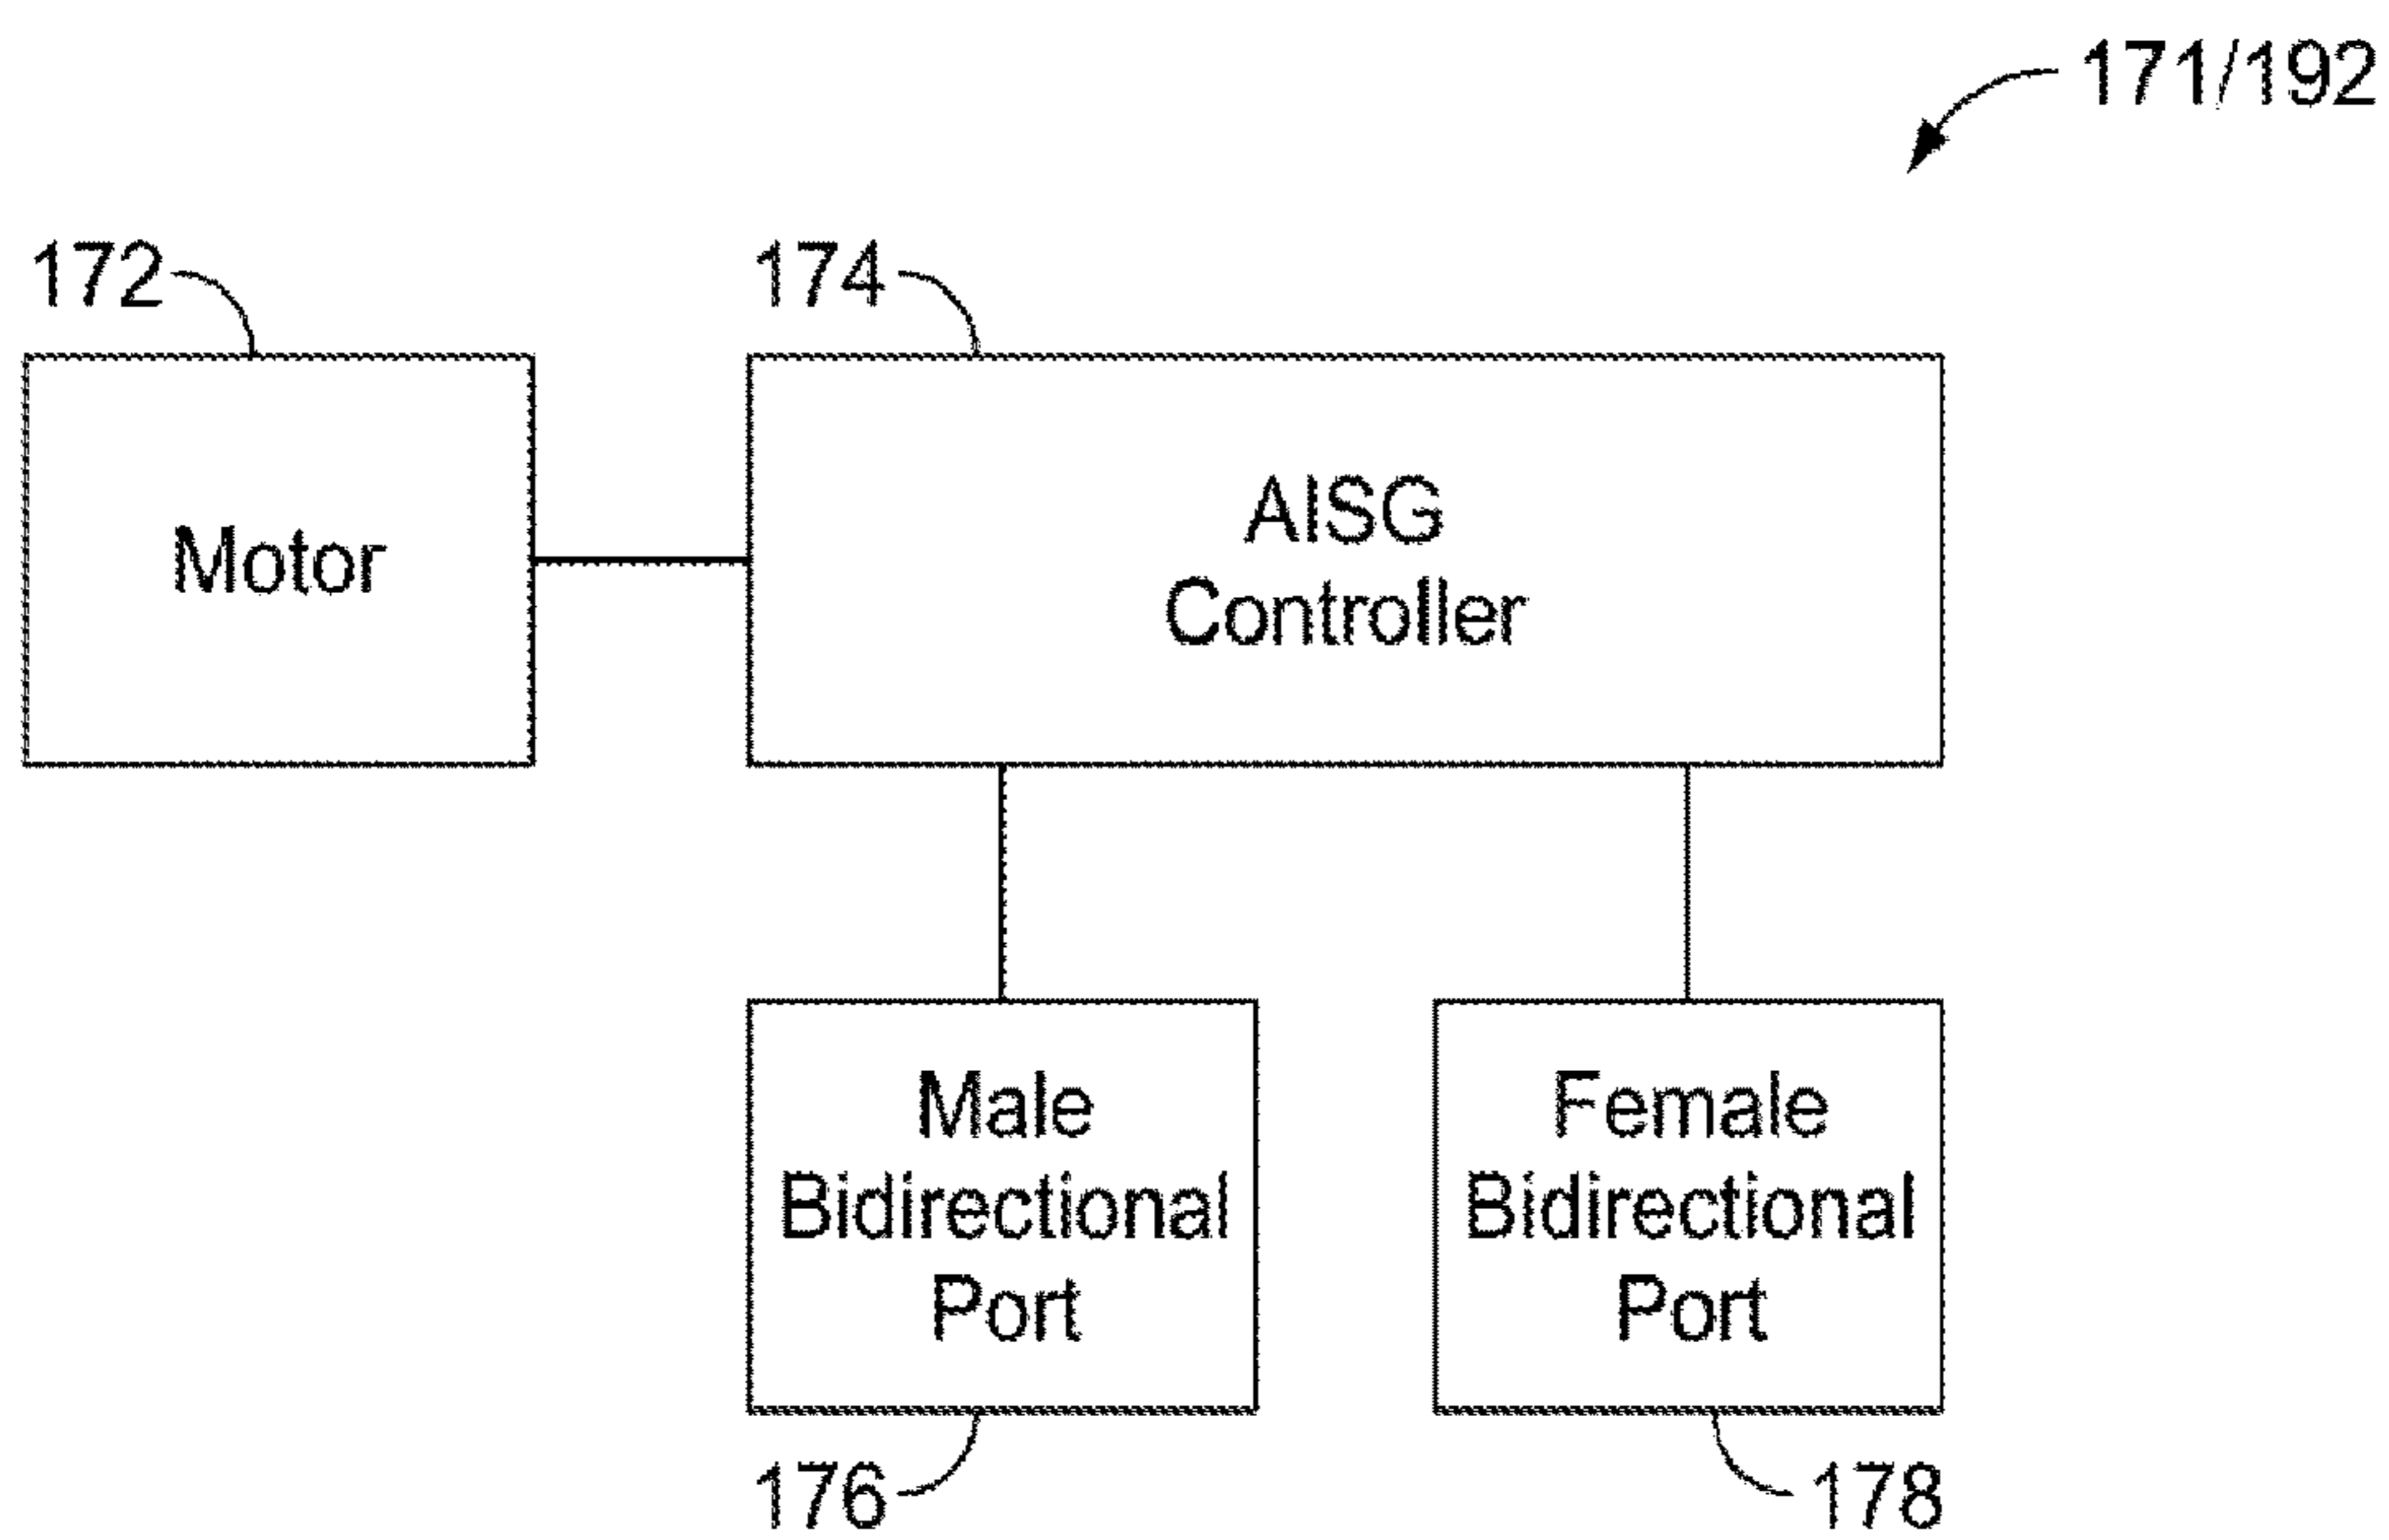 171/192
172
174
Motor
AISG
Controller
Male
Bidirectional
Port
Female
Bidirectional
Port
176
178